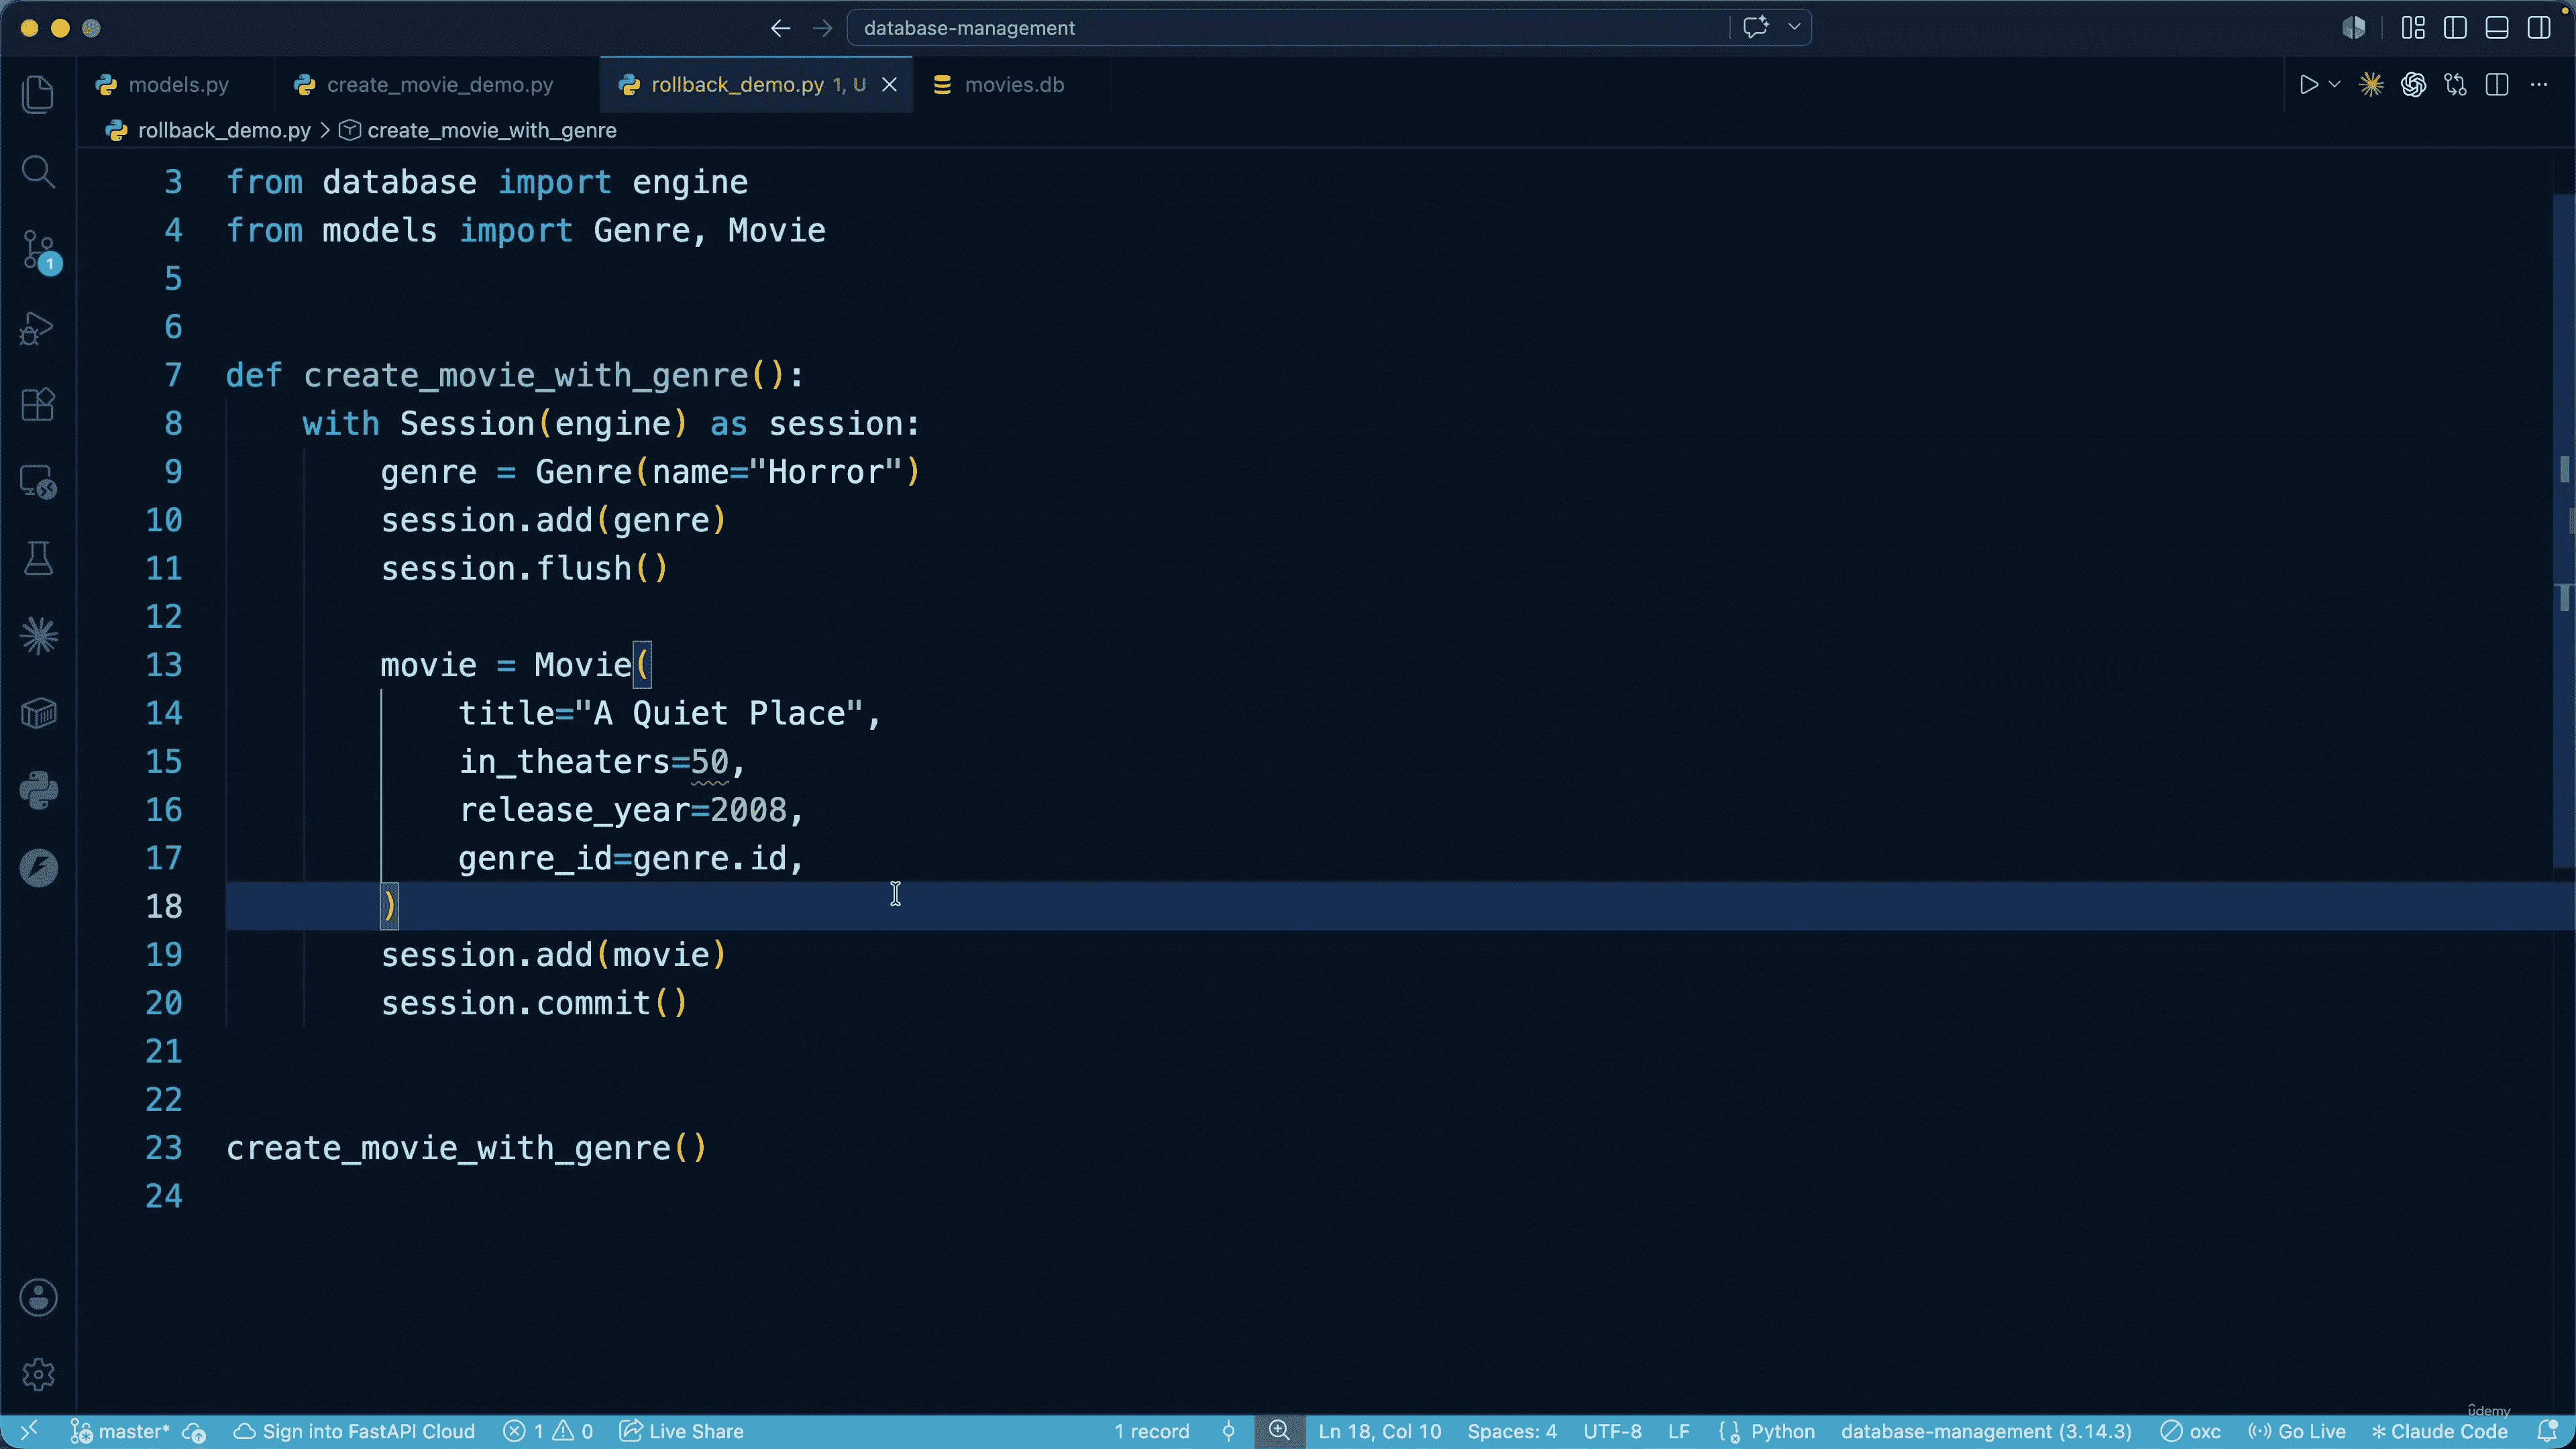 database-management
models.py
create_movie_demo.py
rollback_demo.py 1, U
movies.db
rollback_demo.py > create_movie_with_genre
3 from database import engine
4 from models import Genre, Movie
5
6
7 def create_movie_with_genre():
8 with Session(engine) as session:
9 genre = Genre(name="Horror")
10 session.add(genre)
11 session.flush()
12
13 movie = Movie(
14 title="A Quiet Place",
15 in_theaters=50,
16 release_year=2008,
17 genre_id=genre.id,
18 )
19 session.add(movie)
20 session.commit()
21
22
23 create_movie_with_genre()
24
1
udemy
master* Sign into FastAPI Cloud 1 0 Live Share 1 record Ln 18, Col 10 Spaces: 4 UTF-8 LF Python database-management (3.14.3) oxc Go Live Claude Code